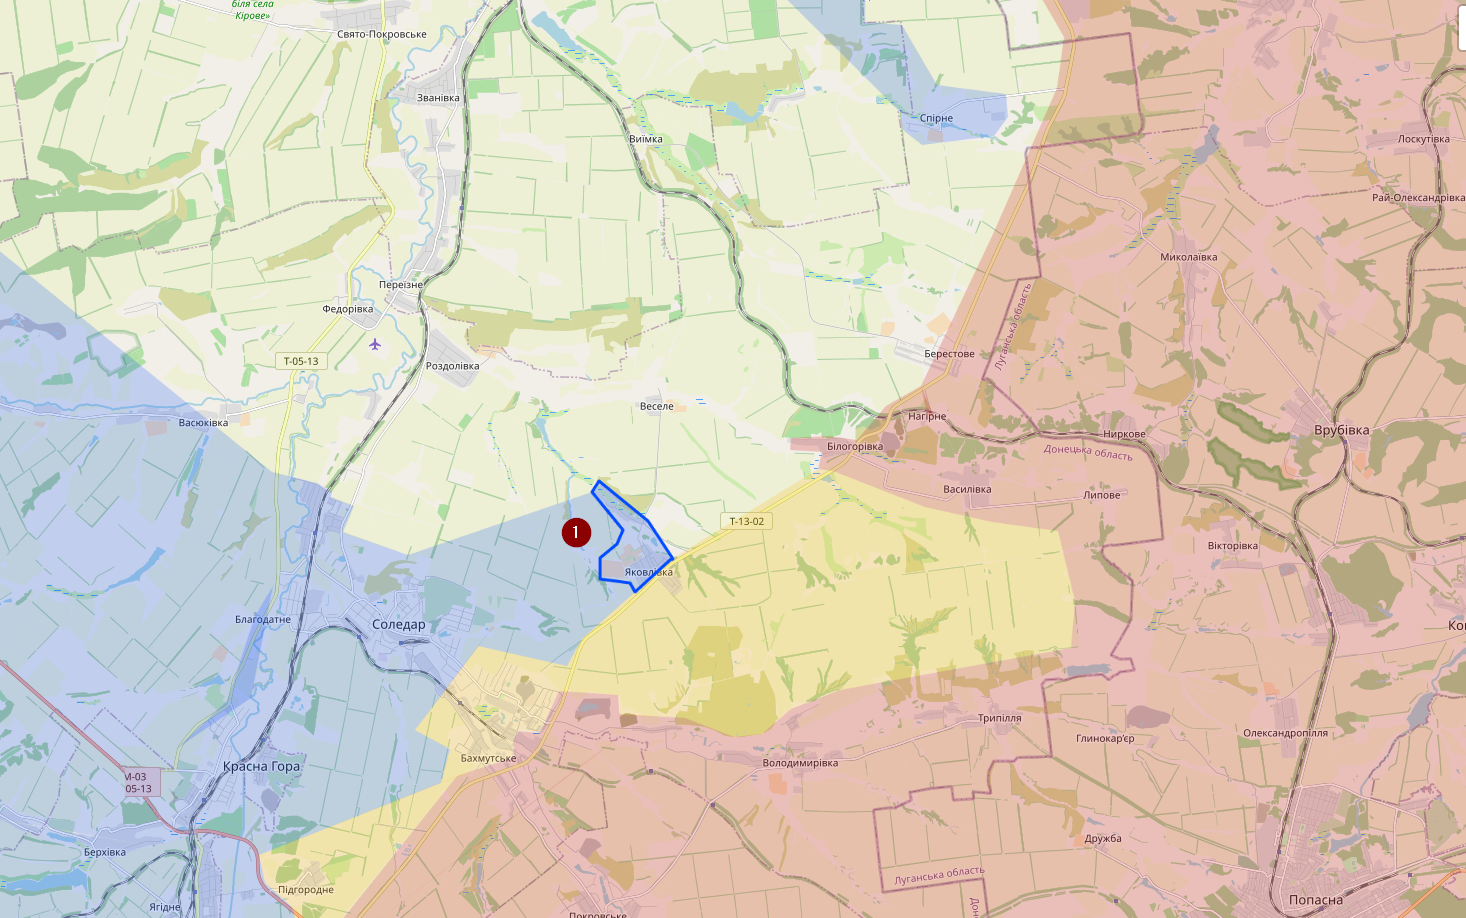 біля села
Кірове»
Свято-Покровське
Званівка
Виїмка
Спірне
Лоскутівка
Рай-Олександрівка
Миколаївка
Переїзне
Федорівка
Луганська область
Т-05-13
Роздолівка
Берестове
Веселе
Васюківка
Нагірне
Білогорівка
Ниркове
Врубівка
Донецька область
Василівка
Липове
Т-13-02
1
Вікторівка
Яковлівка
Благодатне
Соледар
Ко
Трипілля
Глинокар'єр
Олександропілля
Бахмутське
Володимирівка
Красна Гора
М-03
05-13
Дружба
Верхівка
Луганська область
Підгородне
Попасна
Ягідне
Покровське
Дон